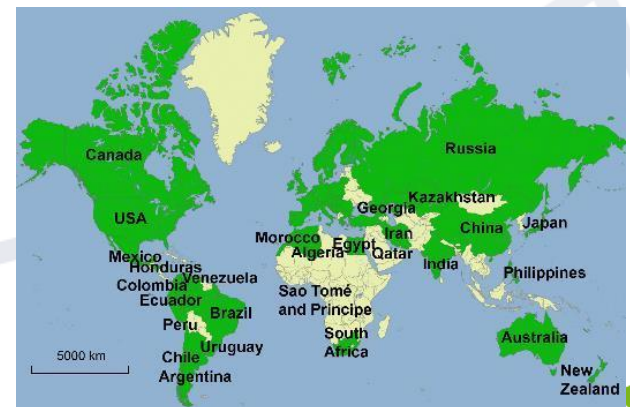 Canada
Russia
Kazakhstan
Georgia
USA
China
Japan
Iran
Morocco
Egypt
Algeria
Qatar
Mexico
Honduras
India
Venezuela
Philippines
Colombia
Ecuador
Sao Tomé
and Principe
Brazil
Peru
South
Africa
Australia
Uruguay
5000 km
Chile
Argentina
New
Zealand